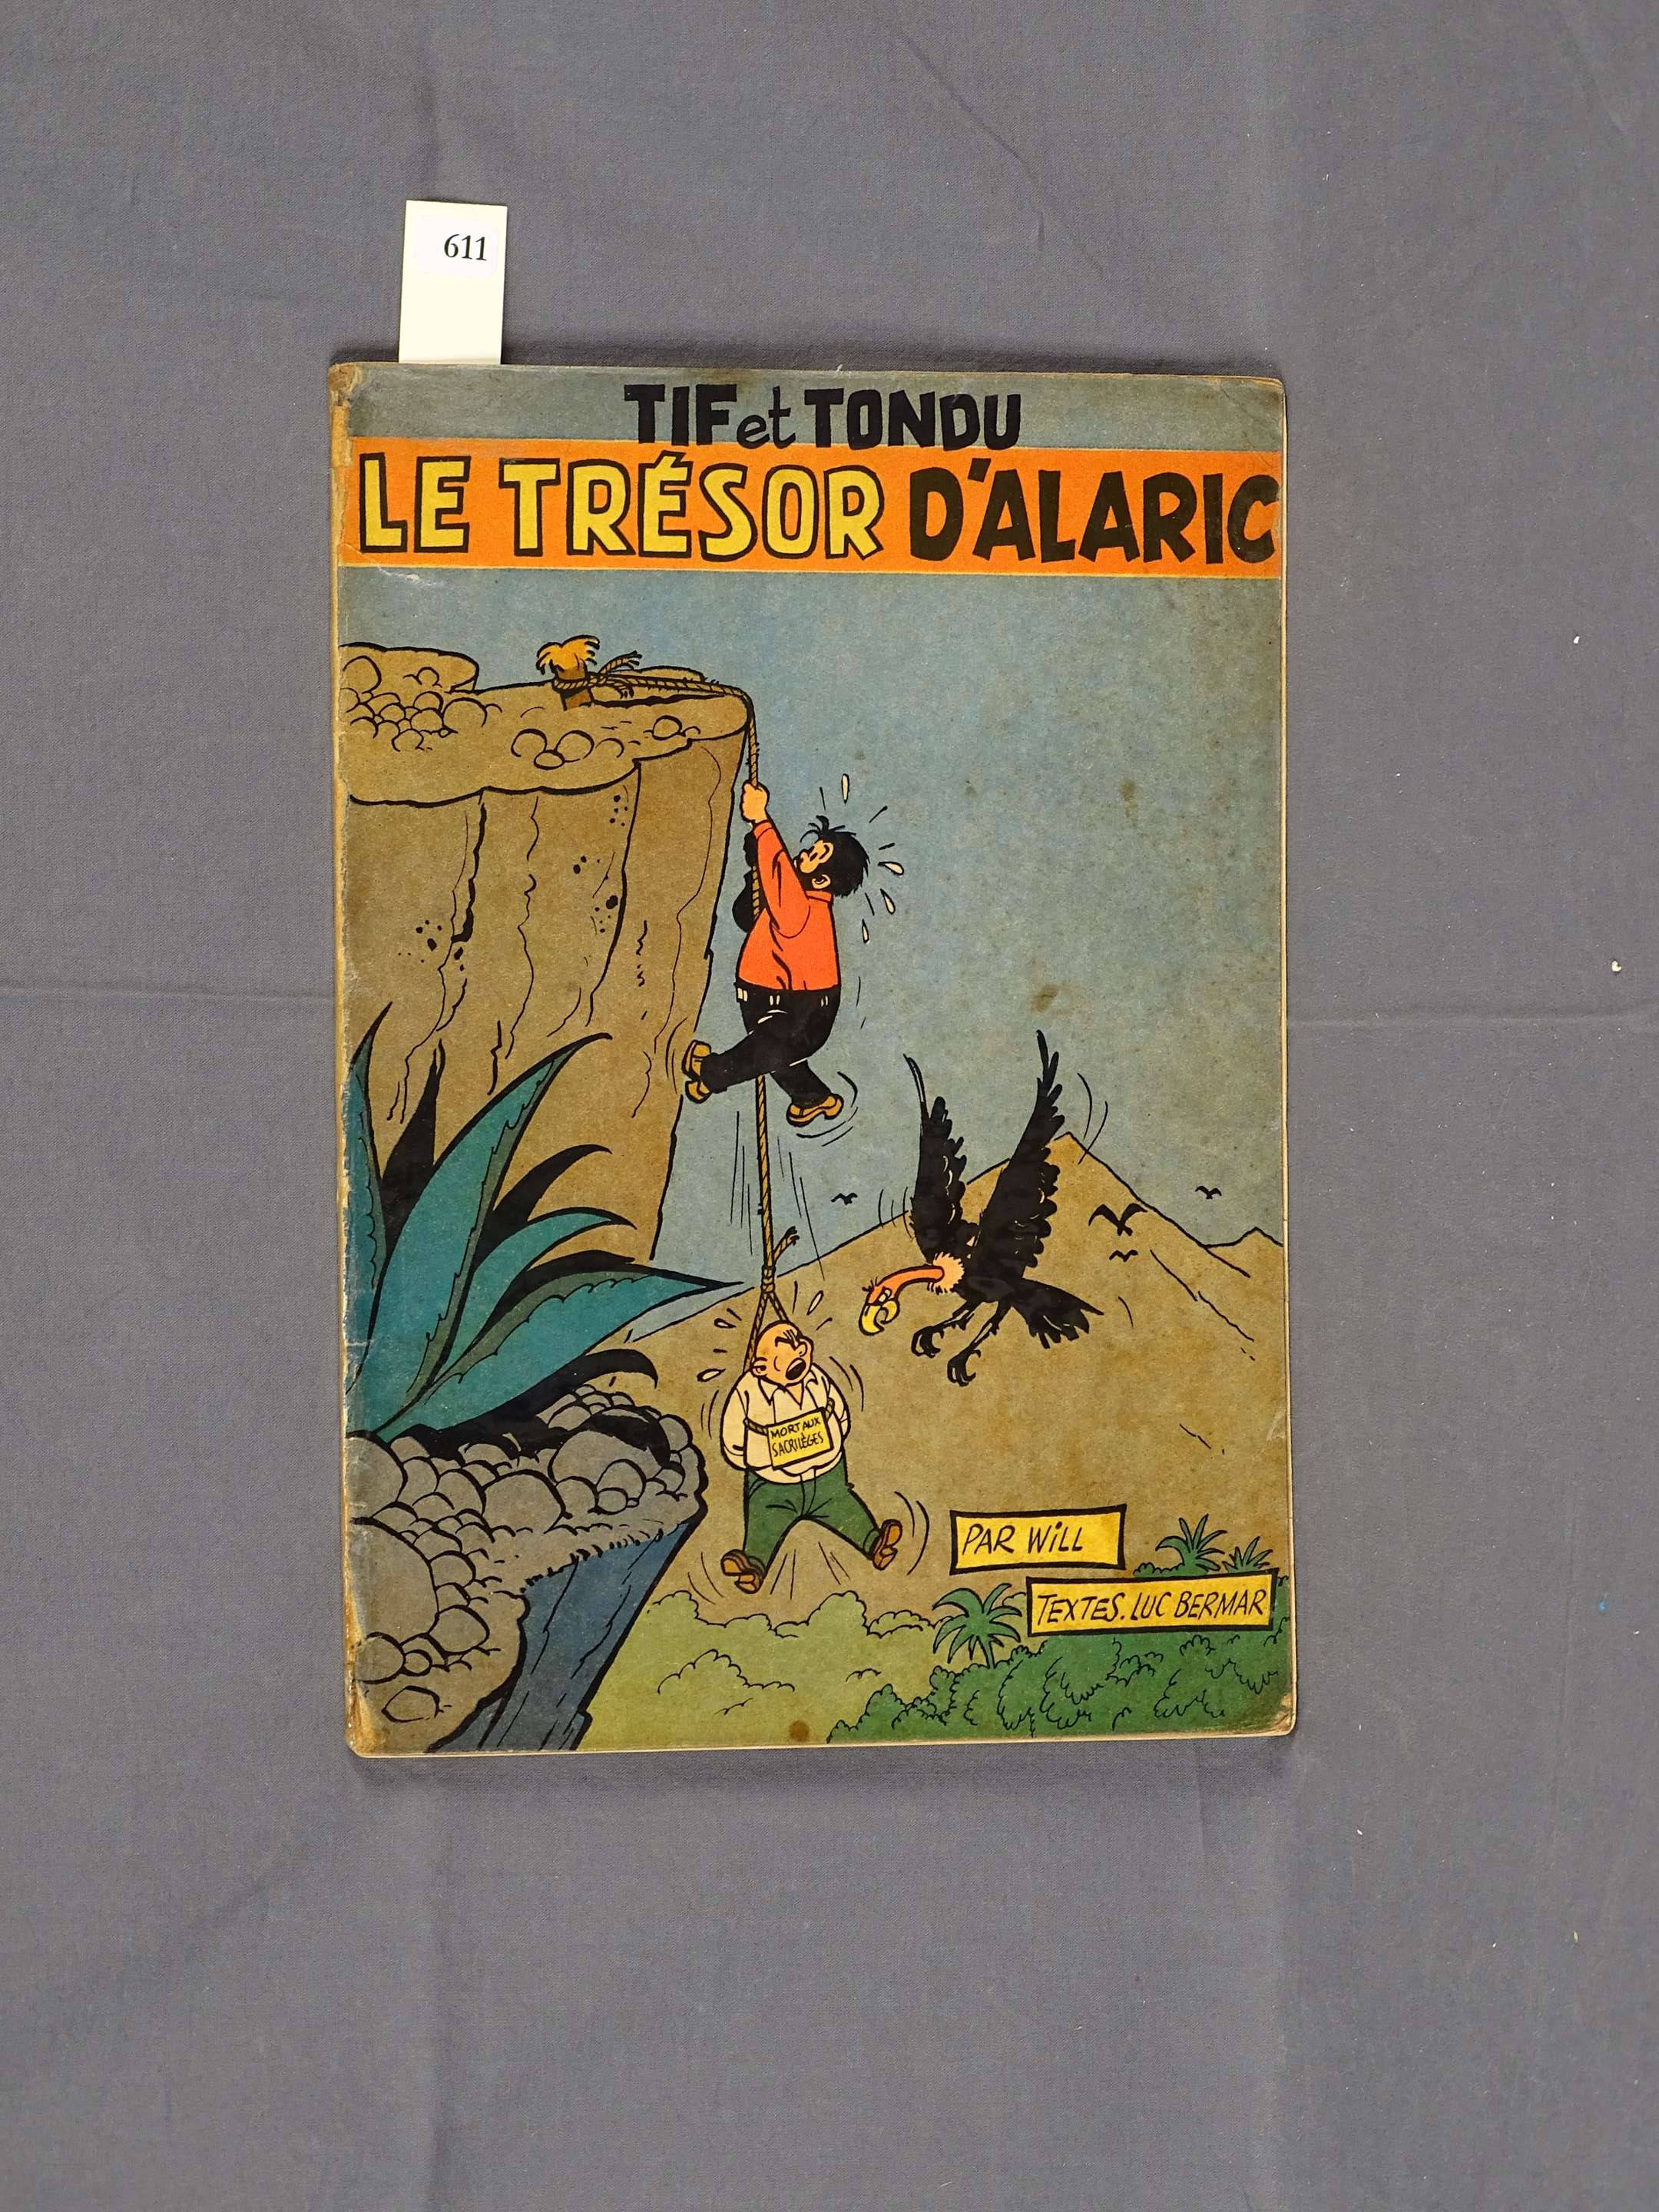 611
TIF et TONDU
LE TRÉSOR D'ALARIC
MORT AUX
SACRILÈGES
PAR WiLL
TEXTES. LUC BERMAR